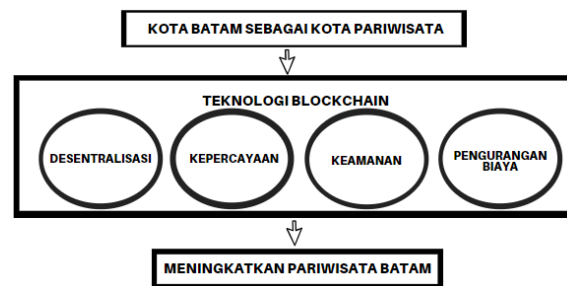 KOTA BATAM SEBAGAI KOTA PARIWISATA
TEKNOLOGI BLOCKCHAIN
DESENTRALISASI
KEPERCAYAAN
KEAMANAN
PENGURANGAN
BIAYA
MENINGKATKAN PARIWISATA BATAM